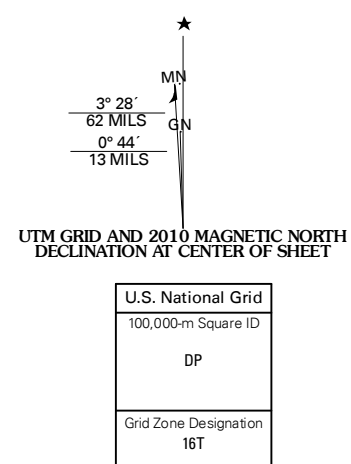 MN
3° 28´
62 MILS
GN
0° 44´
13 MILS
UTM GRID AND 2010 MAGNETIC NORTH
DECLINATION AT CENTER OF SHEET
U.S. National Grid
100,000-m Square ID
DP
Grid Zone Designation
16T